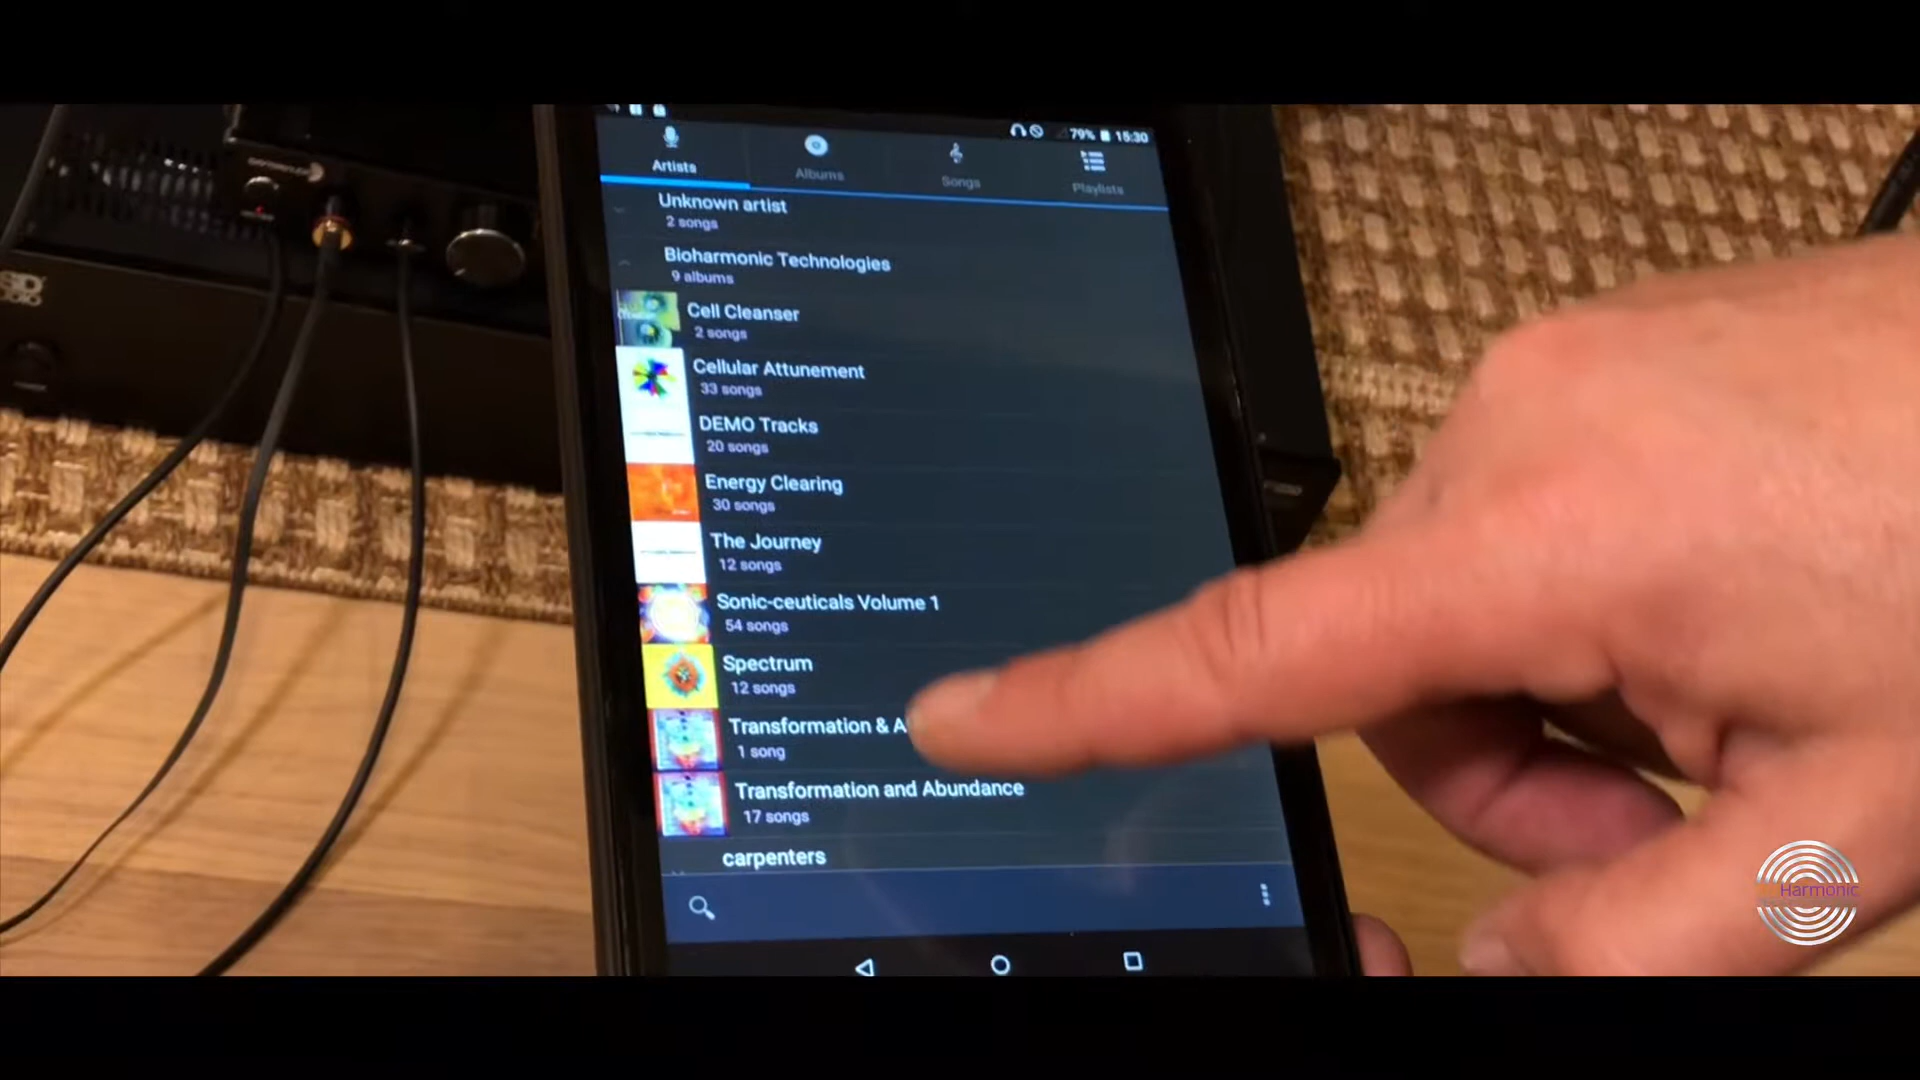 79% 15:30
Artists
Albums
Songs
Playlists
Unknown artist
2 songs
Bioharmonic Technologies
9 albums
Cell Cleanser
2 songs
Cellular Attunement
33 songs
DEMO Tracks
20 songs
Energy Clearing
30 songs
The Journey
12 songs
Sonic-ceuticals Volume 1
54 songs
Spectrum
12 songs
Transformation & A
1 song
Transformation and Abundance
17 songs
carpenters
Harmonic